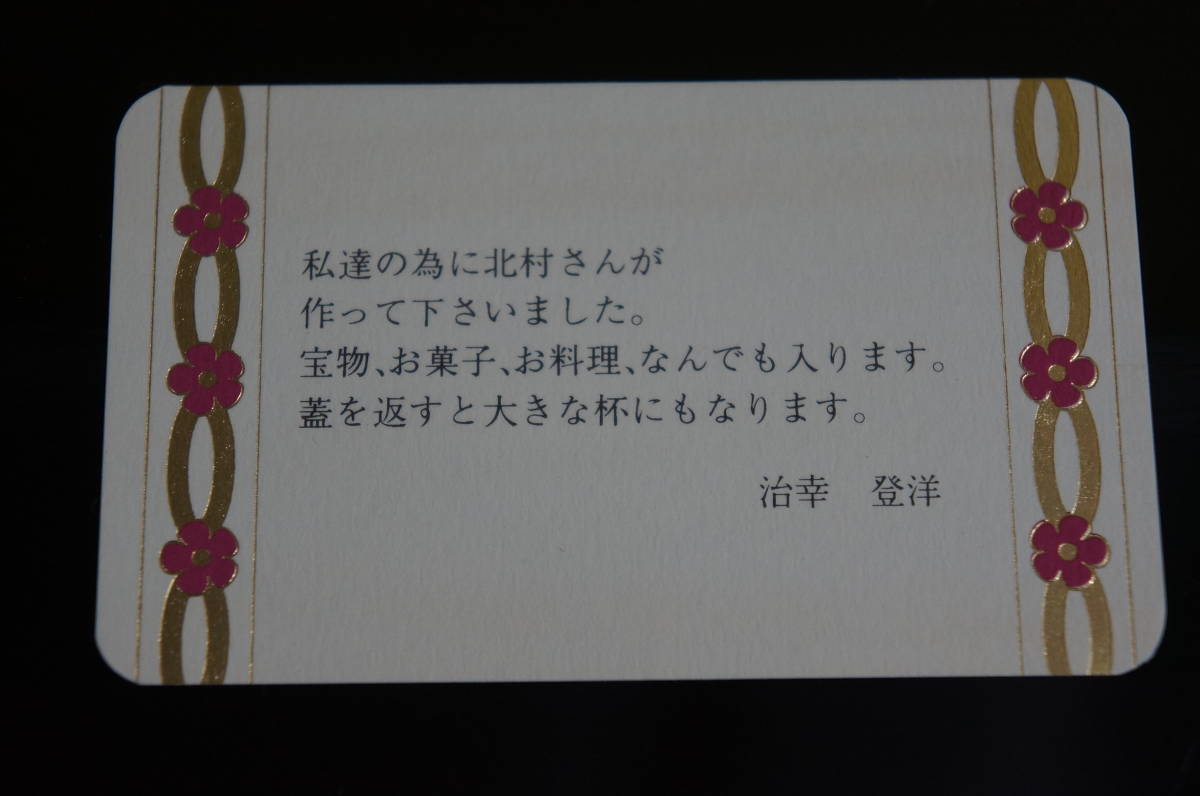 私達の為に北村さんが
作って下さいました。
宝物、お菓子、お料理、なんでも入ります。
蓋を返すと大きな杯にもなります。
治幸　登洋